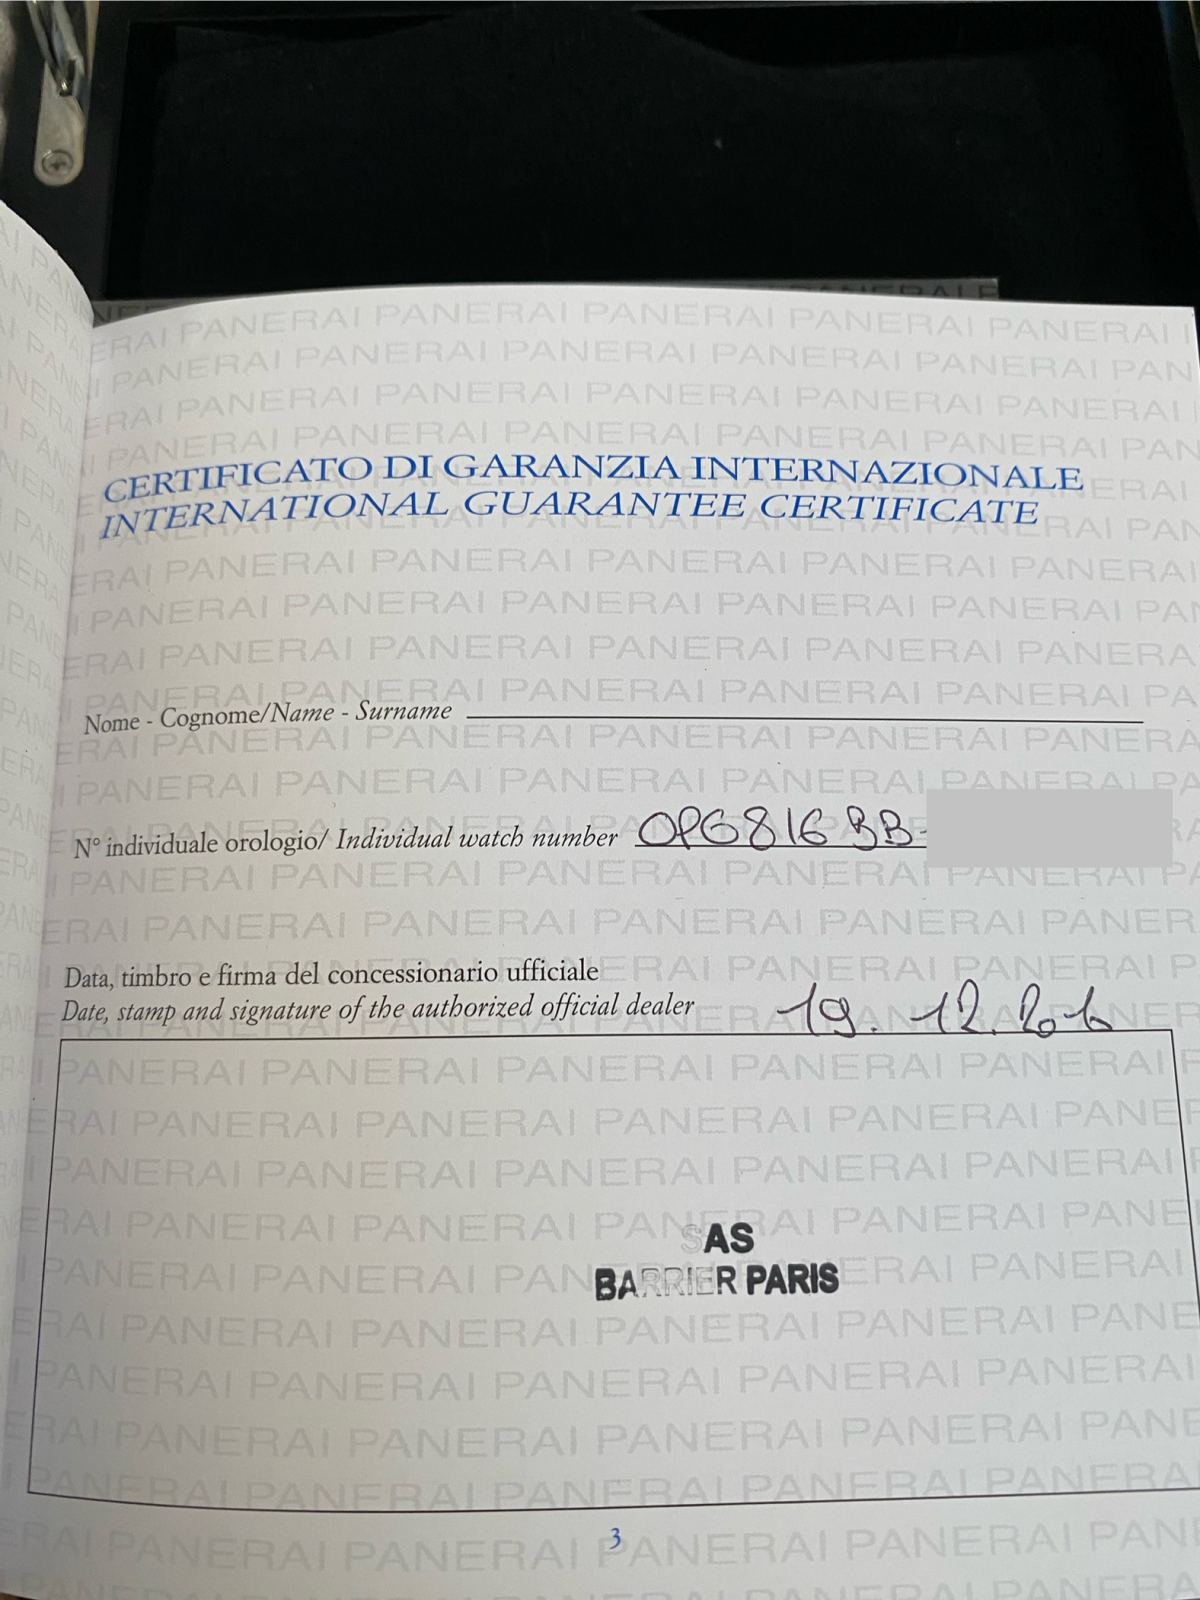 CERTIFICATO DI GARANZIA INTERNAZIONALE
INTERNATIONAL GUARANTEE CERTIFICATE
Nome - Cognome/Name - Surname
N° individuale orologio/ Individual watch number OP6816 BB-
Data, timbro e firma del concessionario ufficiale
Date, stamp and signature of the authorized official dealer 19.12.2016
SAS
BARRIER PARIS
3